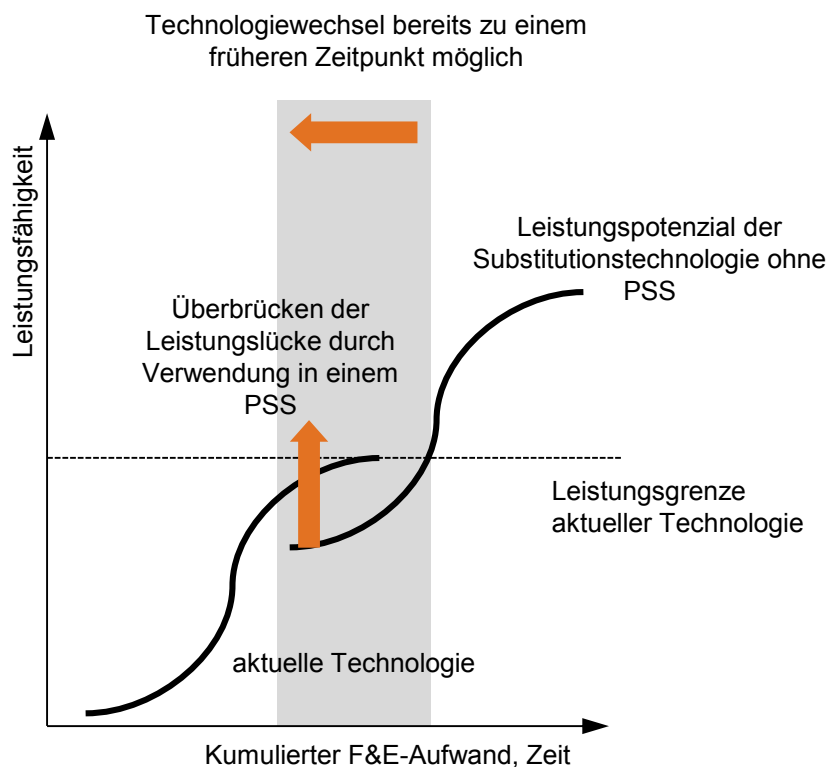 Technologiewechsel bereits zu einem
früheren Zeitpunkt möglich
Leistungsfähigkeit
Leistungspotenzial der
Substitutionstechnologie ohne
PSS
Überbrücken der
Leistungslücke durch
Verwendung in einem
PSS
Leistungsgrenze
aktueller Technologie
aktuelle Technologie
Kumulierter F&E-Aufwand, Zeit